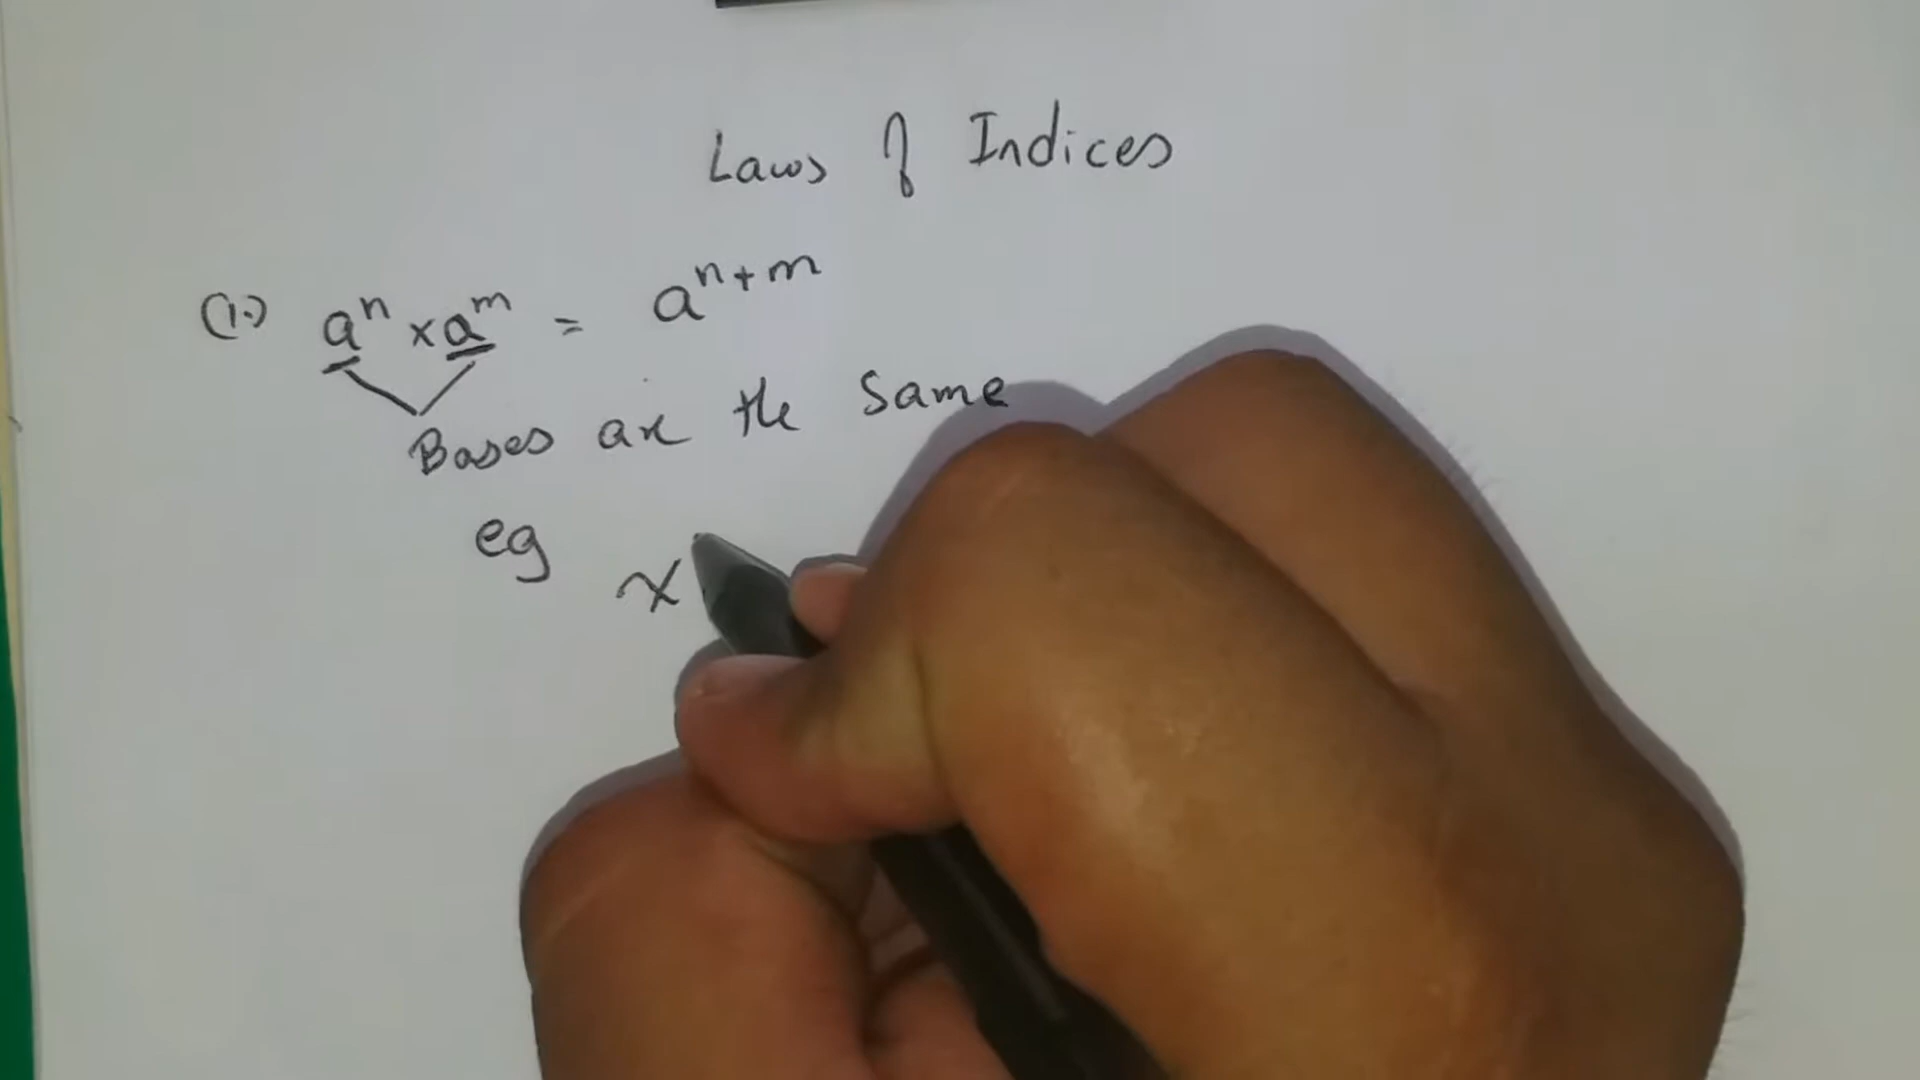 Laws of Indices
(1.) aⁿ × aᵐ = aⁿ⁺ᵐ
Bases are the Same
eg x